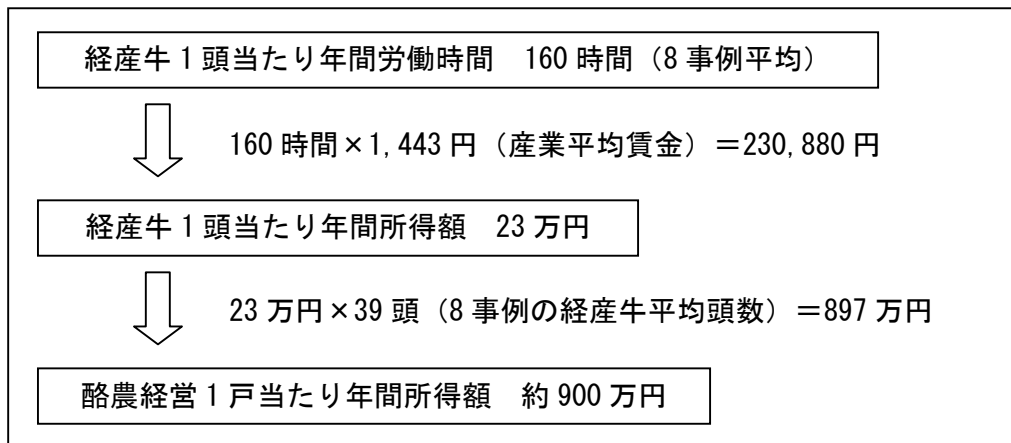 経産牛1頭当たり年間労働時間　160時間（8事例平均）
160時間×1,443円（産業平均賃金）＝230,880円
経産牛1頭当たり年間所得額　23万円
23万円×39頭（8事例の経産牛平均頭数）＝897万円
酪農経営1戸当たり年間所得額　約900万円